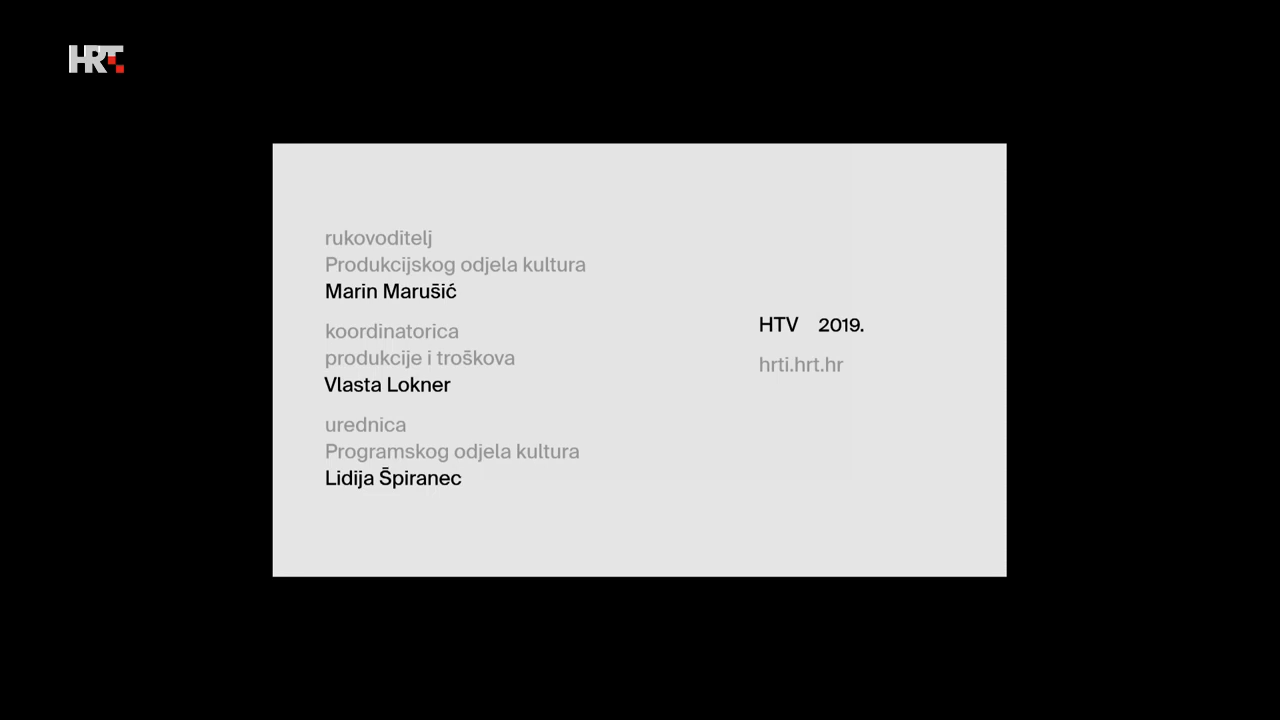 HRT
rukovoditelj
Produkcijskog odjela kultura
Marin Marušić
koordinatorica
produkcije i troškova
Vlasta Lokner
urednica
Programskog odjela kultura
Lidija Špiranec
HTV 2019.
hrti.hrt.hr